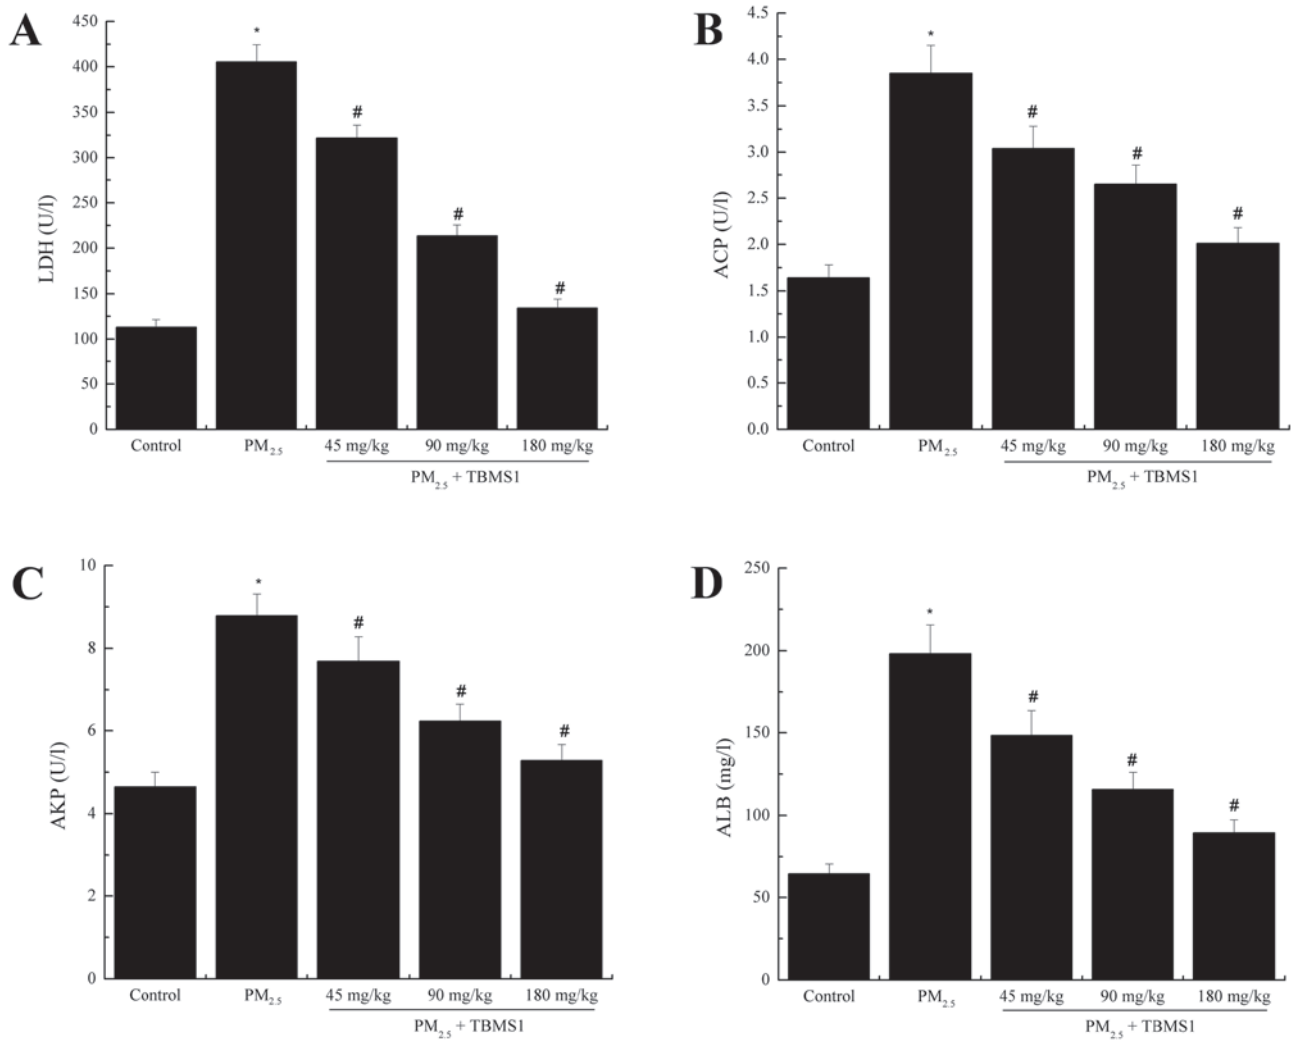 A
LDH (U/l)
450
400
350
300
250
200
150
100
50
0
*
#
#
#
Control
PM2.5
45 mg/kg
90 mg/kg
180 mg/kg
PM2.5 + TBMS1
B
ACP (U/l)
4.5
4.0
3.5
3.0
2.5
2.0
1.5
1.0
0.5
0.0
*
#
#
#
Control
PM2.5
45 mg/kg
90 mg/kg
180 mg/kg
PM2.5 + TBMS1
C
AKP (U/l)
10
8
6
4
2
0
*
#
#
#
Control
PM2.5
45 mg/kg
90 mg/kg
180 mg/kg
PM2.5 + TBMS1
D
ALB (mg/l)
250
200
150
100
50
0
*
#
#
#
Control
PM2.5
45 mg/kg
90 mg/kg
180 mg/kg
PM2.5 + TBMS1